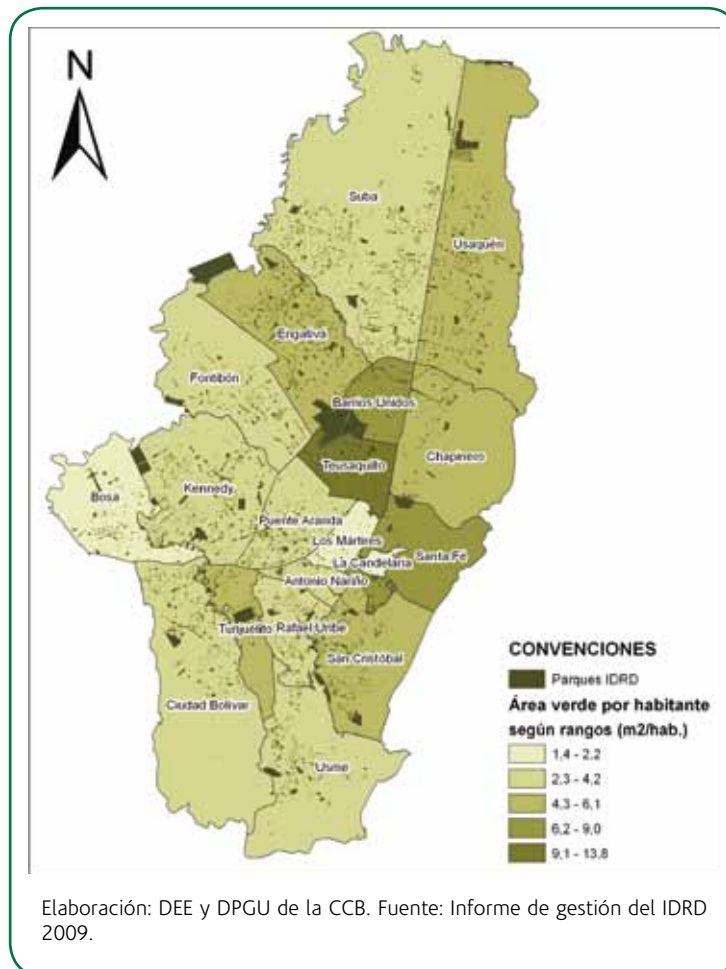 N
Suba
Usaquén
Engativá
Fontibón
Barrios Unidos
Chapinero
Teusaquillo
Bosa
Kennedy
Puente Aranda
Los Mártires
La Candelaria
Santa Fe
Antonio Nariño
Tunjuelito
Rafael Uribe
San Cristóbal
Ciudad Bolívar
Usme
CONVENCIONES
Parques IDRD
Área verde por habitante
según rangos (m2/hab.)
1,4 - 2,2
2,3 - 4,2
4,3 - 6,1
6,2 - 9,0
9,1 - 13,8
Elaboración: DEE y DPGU de la CCB. Fuente: Informe de gestión del IDRD
2009.